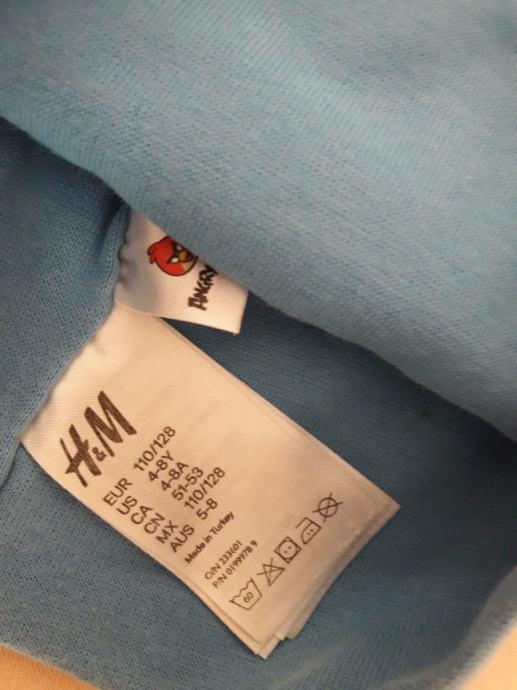 ANGRY
H&M
EUR 110/128
US 4-8Y
CA 4-8A
CN 51-53
MX 110/128
AUS 5-8
Made in Turkey
O/N 233601
P/N 0199978 9
60